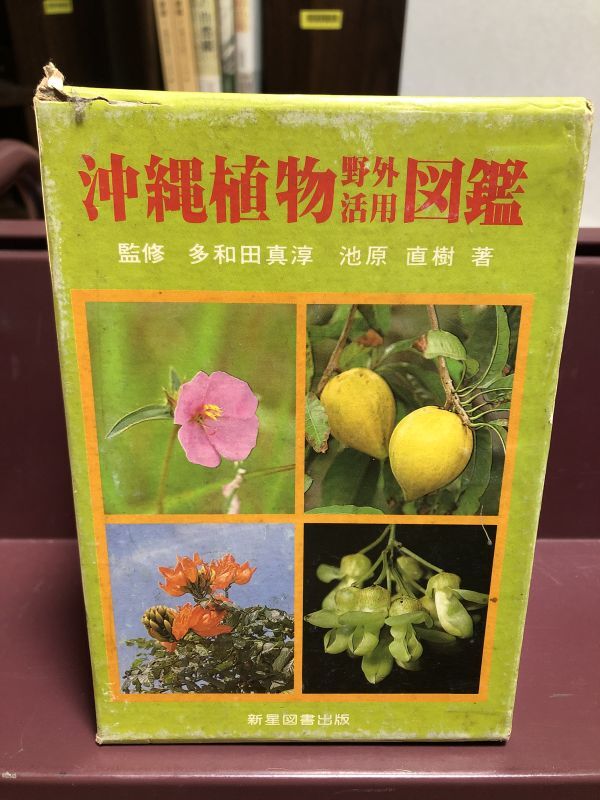 沖縄植物野外活用図鑑
監修 多和田真淳 池原 直樹 著
新星図書出版